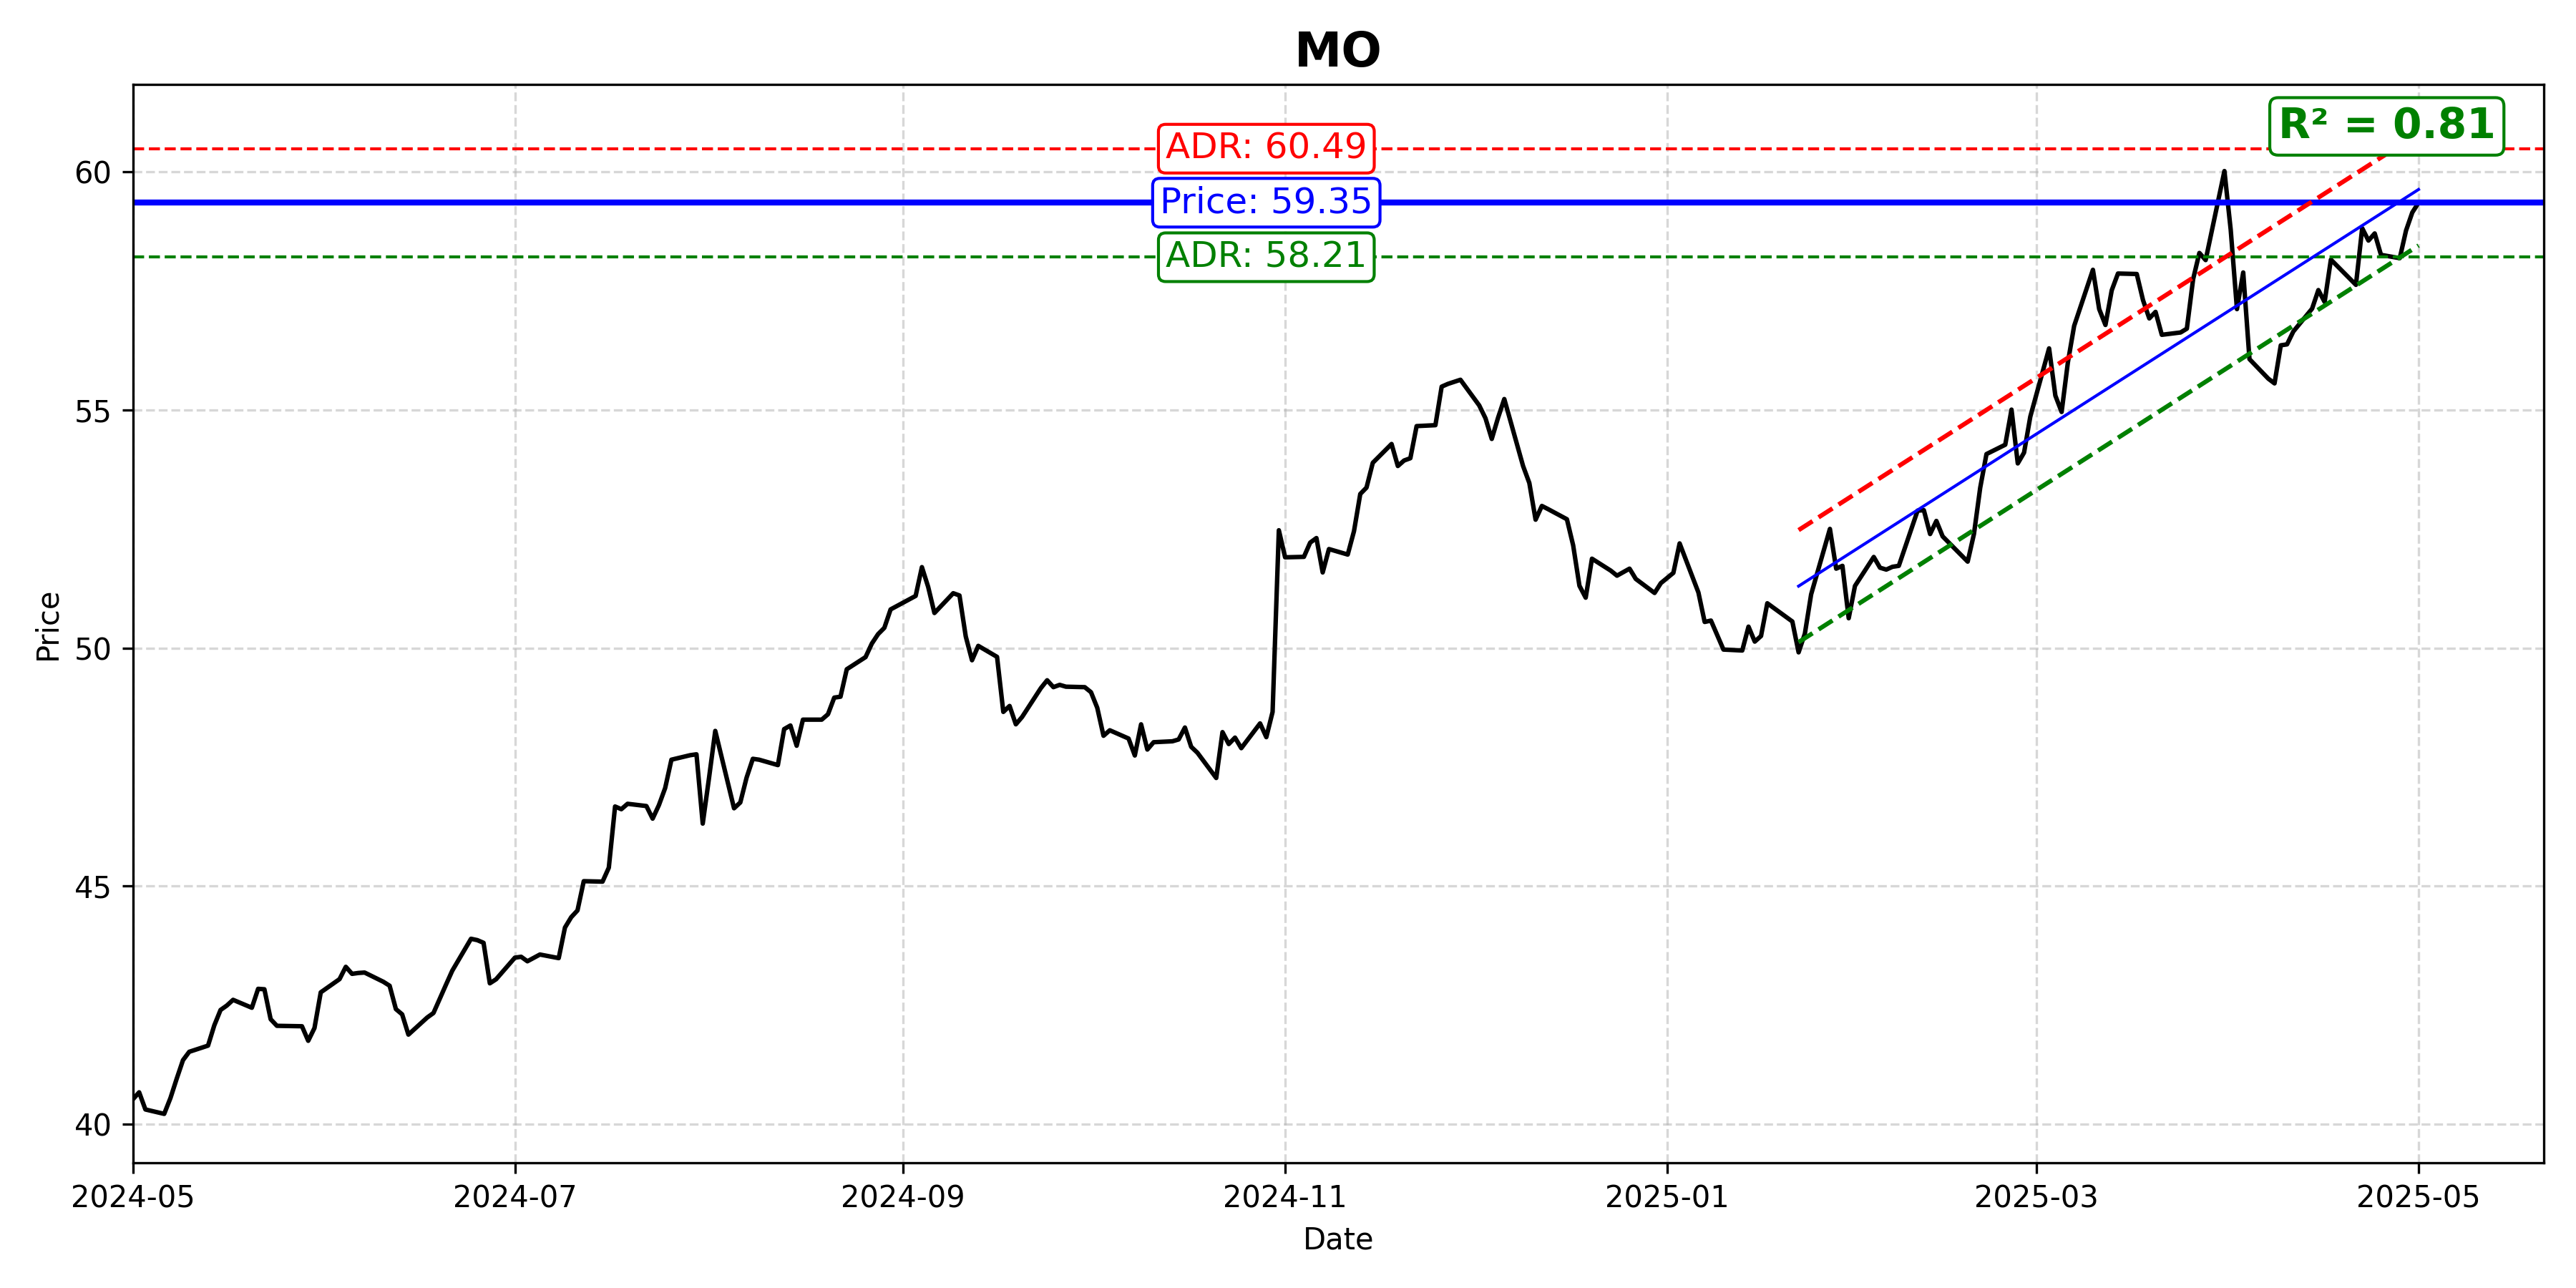 MO
R² = 0.81
ADR: 60.49
Price: 59.35
ADR: 58.21
60
55
50
45
40
Price
2024-05
2024-07
2024-09
2024-11
2025-01
2025-03
2025-05
Date